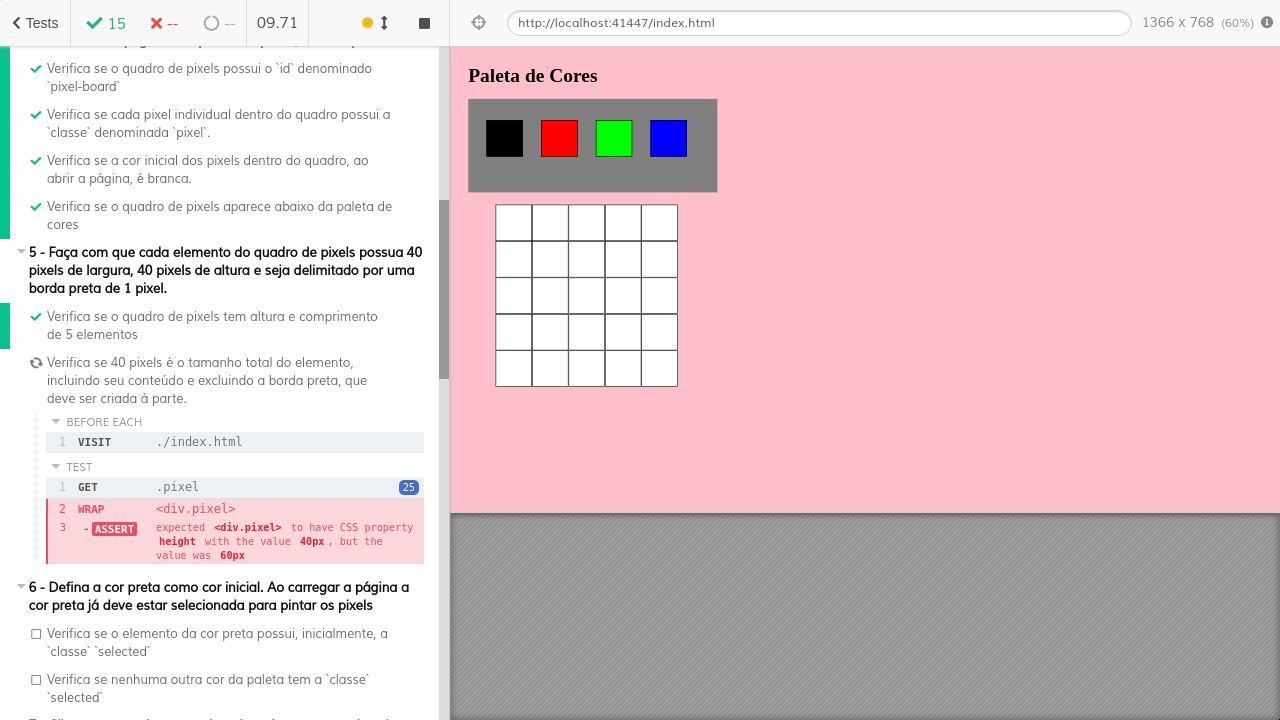 Tests
15
--
--
09.71
http://localhost:41447/index.html
1366 x 768 (60%)
Verifica se o quadro de pixels possui o `id` denominado
`pixel-board`
Verifica se cada pixel individual dentro do quadro possui a
`classe` denominada `pixel`.
Verifica se a cor inicial dos pixels dentro do quadro, ao
abrir a página, é branca.
Verifica se o quadro de pixels aparece abaixo da paleta de
cores
5 - Faça com que cada elemento do quadro de pixels possua 40
pixels de largura, 40 pixels de altura e seja delimitado por uma
borda preta de 1 pixel.
Verifica se o quadro de pixels tem altura e comprimento
de 5 elementos
Verifica se 40 pixels é o tamanho total do elemento,
incluindo seu conteúdo e excluindo a borda preta, que
deve ser criada à parte.
BEFORE EACH
1 VISIT ./index.html
TEST
1 GET .pixel 25
2 WRAP <div.pixel>
3 - ASSERT expected <div.pixel> to have CSS property
height with the value 40px, but the
value was 60px
6 - Defina a cor preta como cor inicial. Ao carregar a página a
cor preta já deve estar selecionada para pintar os pixels
Verifica se o elemento da cor preta possui, inicialmente, a
`classe` `selected`
Verifica se nenhuma outra cor da paleta tem a `classe`
`selected`
Paleta de Cores